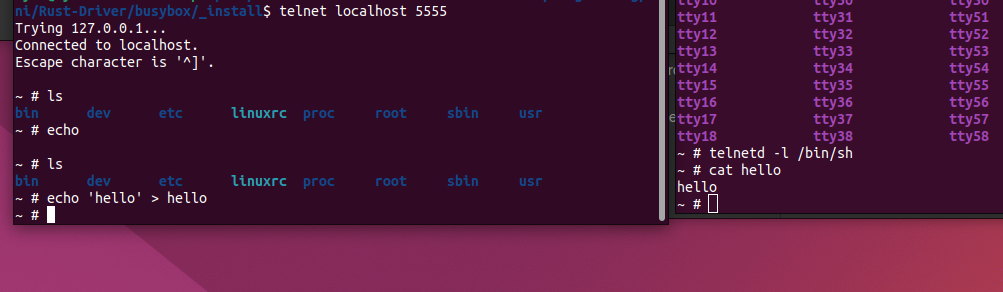 ni/Rust-Driver/busybox/_install$ telnet localhost 5555
Trying 127.0.0.1...
Connected to localhost.
Escape character is '^]'.
~ # ls
bin dev etc linuxrc proc root sbin usr
~ # echo
~ # ls
bin dev etc linuxrc proc root sbin usr
~ # echo 'hello' > hello
~ #
tty11 tty31 tty51
tty12 tty32 tty52
tty13 tty33 tty53
tty14 tty34 tty54
tty15 tty35 tty55
tty16 tty36 tty56
tty17 tty37 tty57
tty18 tty38 tty58
~ # telnetd -l /bin/sh
~ # cat hello
hello
~ #